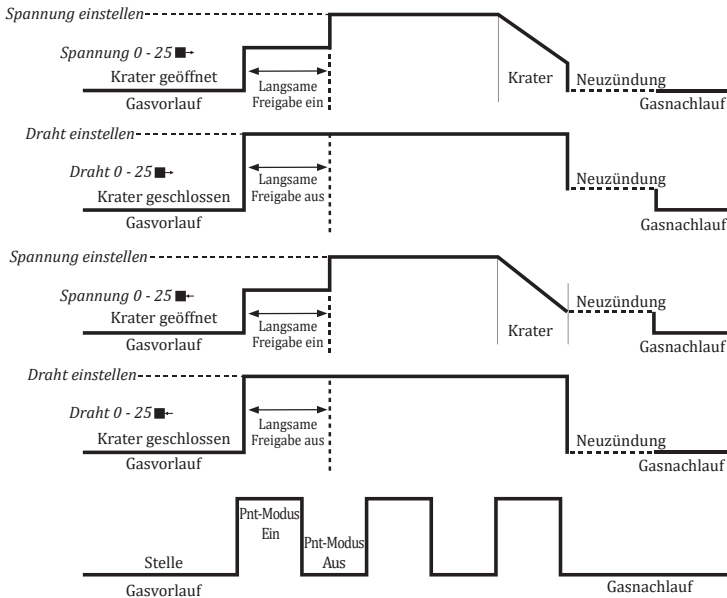 Spannung einstellen
Spannung 0 - 25
Krater geöffnet
Gasvorlauf
Langsame
Freigabe ein
Krater
Neuzündung
Gasnachlauf
Draht einstellen
Draht 0 - 25
Krater geschlossen
Gasvorlauf
Langsame
Freigabe aus
Neuzündung
Gasnachlauf
Spannung einstellen
Spannung 0 - 25
Krater geöffnet
Gasvorlauf
Langsame
Freigabe ein
Krater
Neuzündung
Gasnachlauf
Draht einstellen
Draht 0 - 25
Krater geschlossen
Gasvorlauf
Langsame
Freigabe aus
Neuzündung
Gasnachlauf
Pnt-Modus
Ein
Pnt-Modus
Aus
Stelle
Gasvorlauf
Gasnachlauf